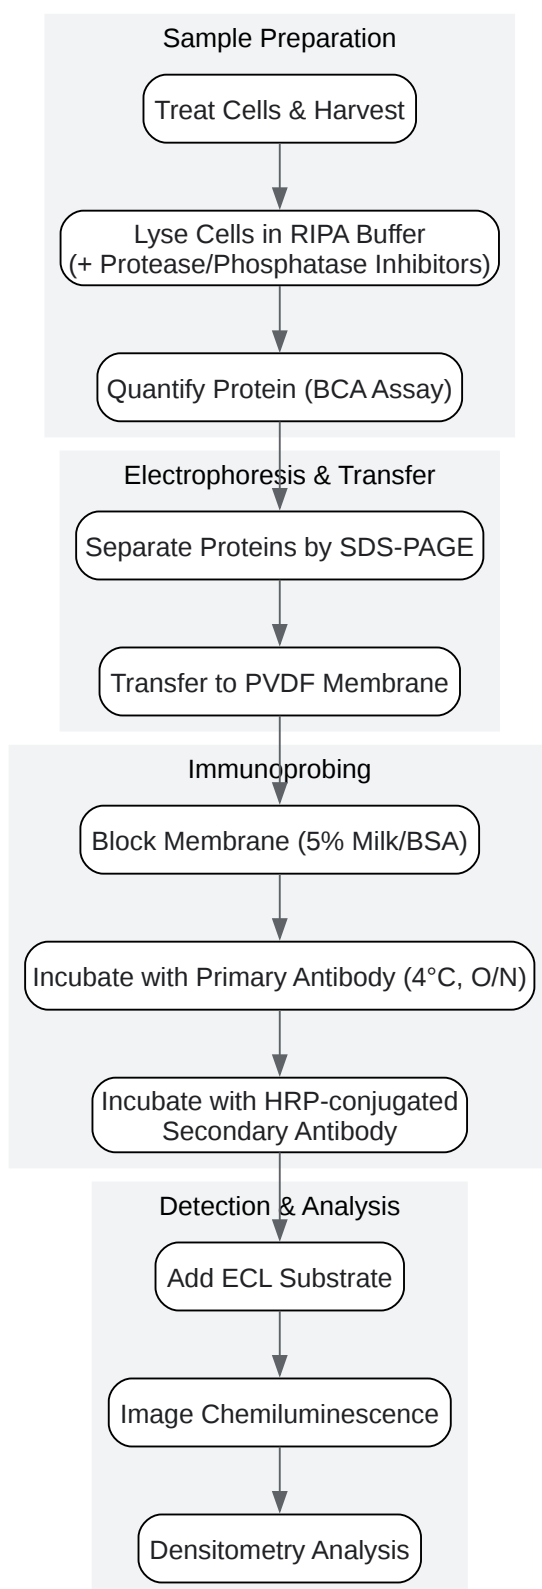 Sample Preparation
Treat Cells & Harvest
Lyse Cells in RIPA Buffer
(+ Protease/Phosphatase Inhibitors)
Quantify Protein (BCA Assay)
Electrophoresis & Transfer
Separate Proteins by SDS-PAGE
Transfer to PVDF Membrane
Immunoprobing
Block Membrane (5% Milk/BSA)
Incubate with Primary Antibody (4°C, O/N)
Incubate with HRP-conjugated
Secondary Antibody
Detection & Analysis
Add ECL Substrate
Image Chemiluminescence
Densitometry Analysis